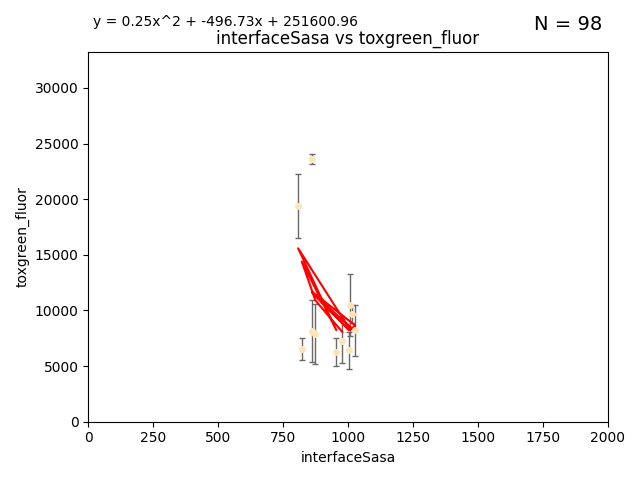 y = 0.25x^2 + -496.73x + 251600.96
N = 98
interfaceSasa vs toxgreen_fluor
30000
25000
20000
15000
10000
5000
0
toxgreen_fluor
0 250 500 750 1000 1250 1500 1750 2000
interfaceSasa